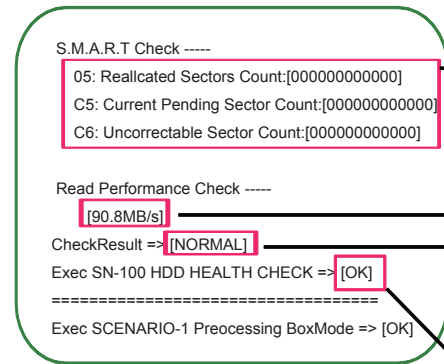 S.M.A.R.T Check -----
05: Reallcated Sectors Count:[000000000000]
C5: Current Pending Sector Count:[000000000000]
C6: Uncorrectable Sector Count:[000000000000]
Read Performance Check -----
[90.8MB/s]
CheckResult => [NORMAL]
Exec SN-100 HDD HEALTH CHECK => [OK]
===================================
Exec SCENARIO-1 Preocessing BoxMode => [OK]